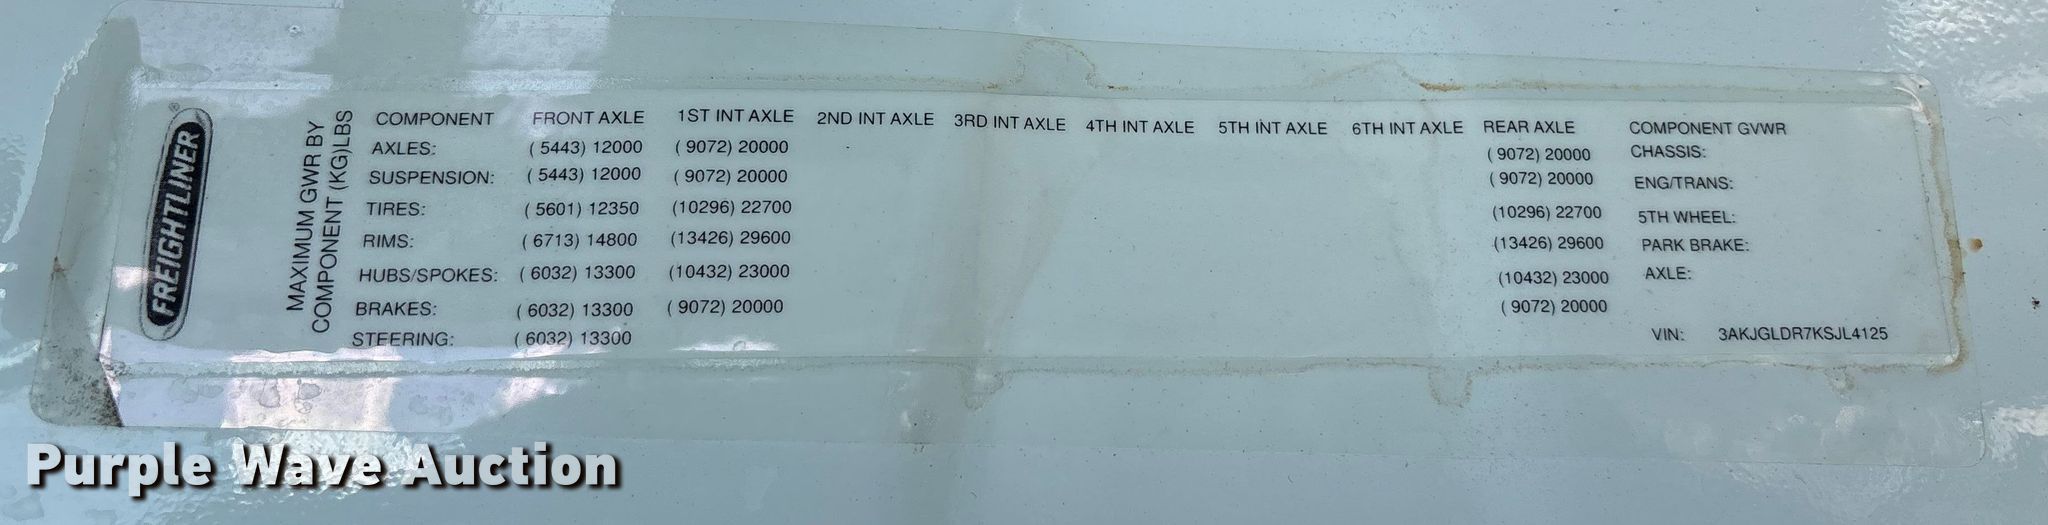 FREIGHTLINER
®
MAXIMUM GWR BY
COMPONENT (KG)LBS
COMPONENT FRONT AXLE 1ST INT AXLE 2ND INT AXLE 3RD INT AXLE 4TH INT AXLE 5TH INT AXLE 6TH INT AXLE REAR AXLE COMPONENT GVWR
AXLES: ( 5443) 12000 ( 9072) 20000 ( 9072) 20000 CHASSIS:
SUSPENSION: ( 5443) 12000 ( 9072) 20000 ( 9072) 20000 ENG/TRANS:
TIRES: ( 5601) 12350 (10296) 22700 (10296) 22700 5TH WHEEL:
RIMS: ( 6713) 14800 (13426) 29600 (13426) 29600 PARK BRAKE:
HUBS/SPOKES: ( 6032) 13300 (10432) 23000 (10432) 23000 AXLE:
BRAKES: ( 6032) 13300 ( 9072) 20000 ( 9072) 20000
STEERING: ( 6032) 13300 VIN: 3AKJGLDR7KSJL4125
Purple Wave Auction